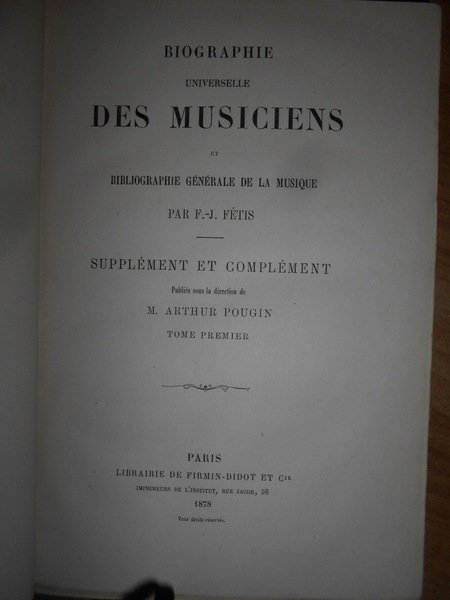 BIOGRAPHIE
UNIVERSELLE
DES MUSICIENS
ET
BIBLIOGRAPHIE GÉNÉRALE DE LA MUSIQUE
PAR F.-J. FÉTIS
SUPPLÉMENT ET COMPLÉMENT
Publiés sous la direction de
M. ARTHUR POUGIN
TOME PREMIER
PARIS
LIBRAIRIE DE FIRMIN-DIDOT ET Cie
IMPRIMEURS DE L'INSTITUT, RUE JACOB, 56
1878
Tous droits réservés.